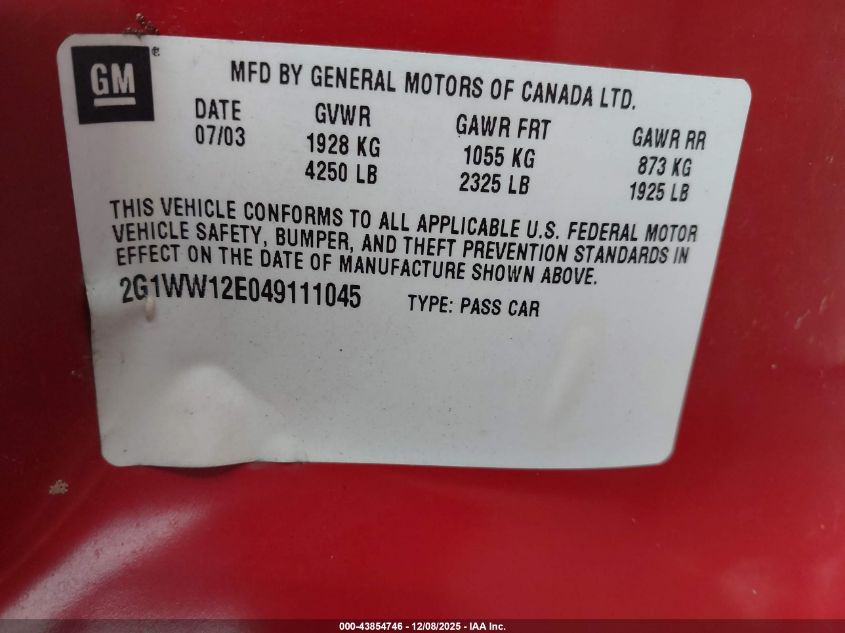 GM ®
MFD BY GENERAL MOTORS OF CANADA LTD.
DATE GVWR GAWR FRT GAWR RR
07/03 1928 KG 1055 KG 873 KG
4250 LB 2325 LB 1925 LB
THIS VEHICLE CONFORMS TO ALL APPLICABLE U.S. FEDERAL MOTOR
VEHICLE SAFETY, BUMPER, AND THEFT PREVENTION STANDARDS IN
EFFECT ON THE DATE OF MANUFACTURE SHOWN ABOVE.
2G1WW12E049111045 TYPE: PASS CAR
000-43854746 - 12/08/2025 - IAA Inc.